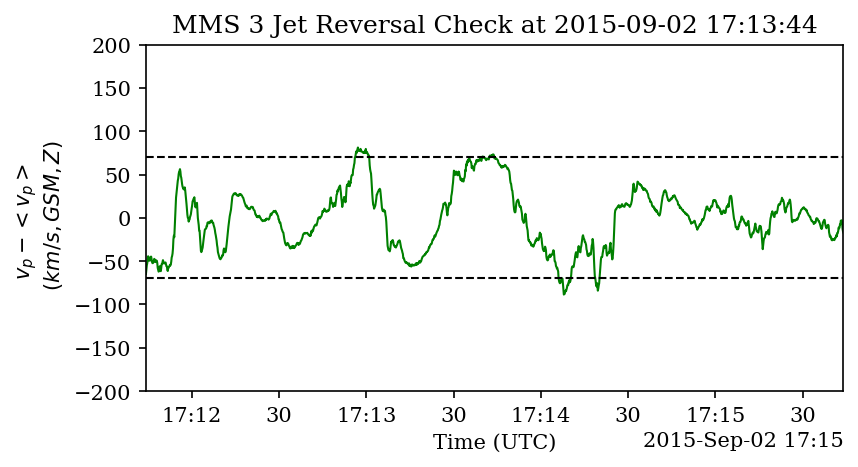 MMS 3 Jet Reversal Check at 2015-09-02 17:13:44
200
150
100
50
0
−50
−100
−150
−200
v_p − < v_p >
(km/s, GSM, Z)
17:12 30 17:13 30 17:14 30 17:15 30
Time (UTC) 2015-Sep-02 17:15